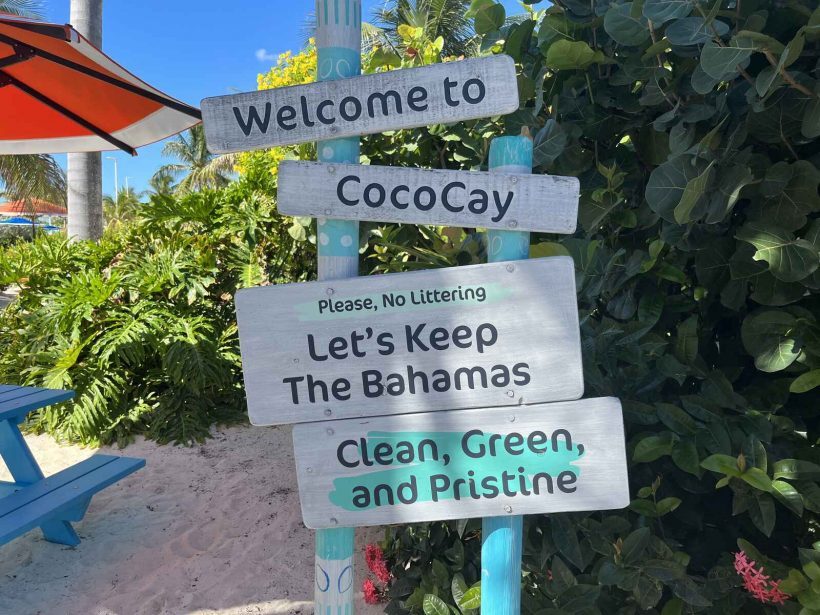 Welcome to
CocoCay
Please, No Littering
Let's Keep
The Bahamas
Clean, Green,
and Pristine